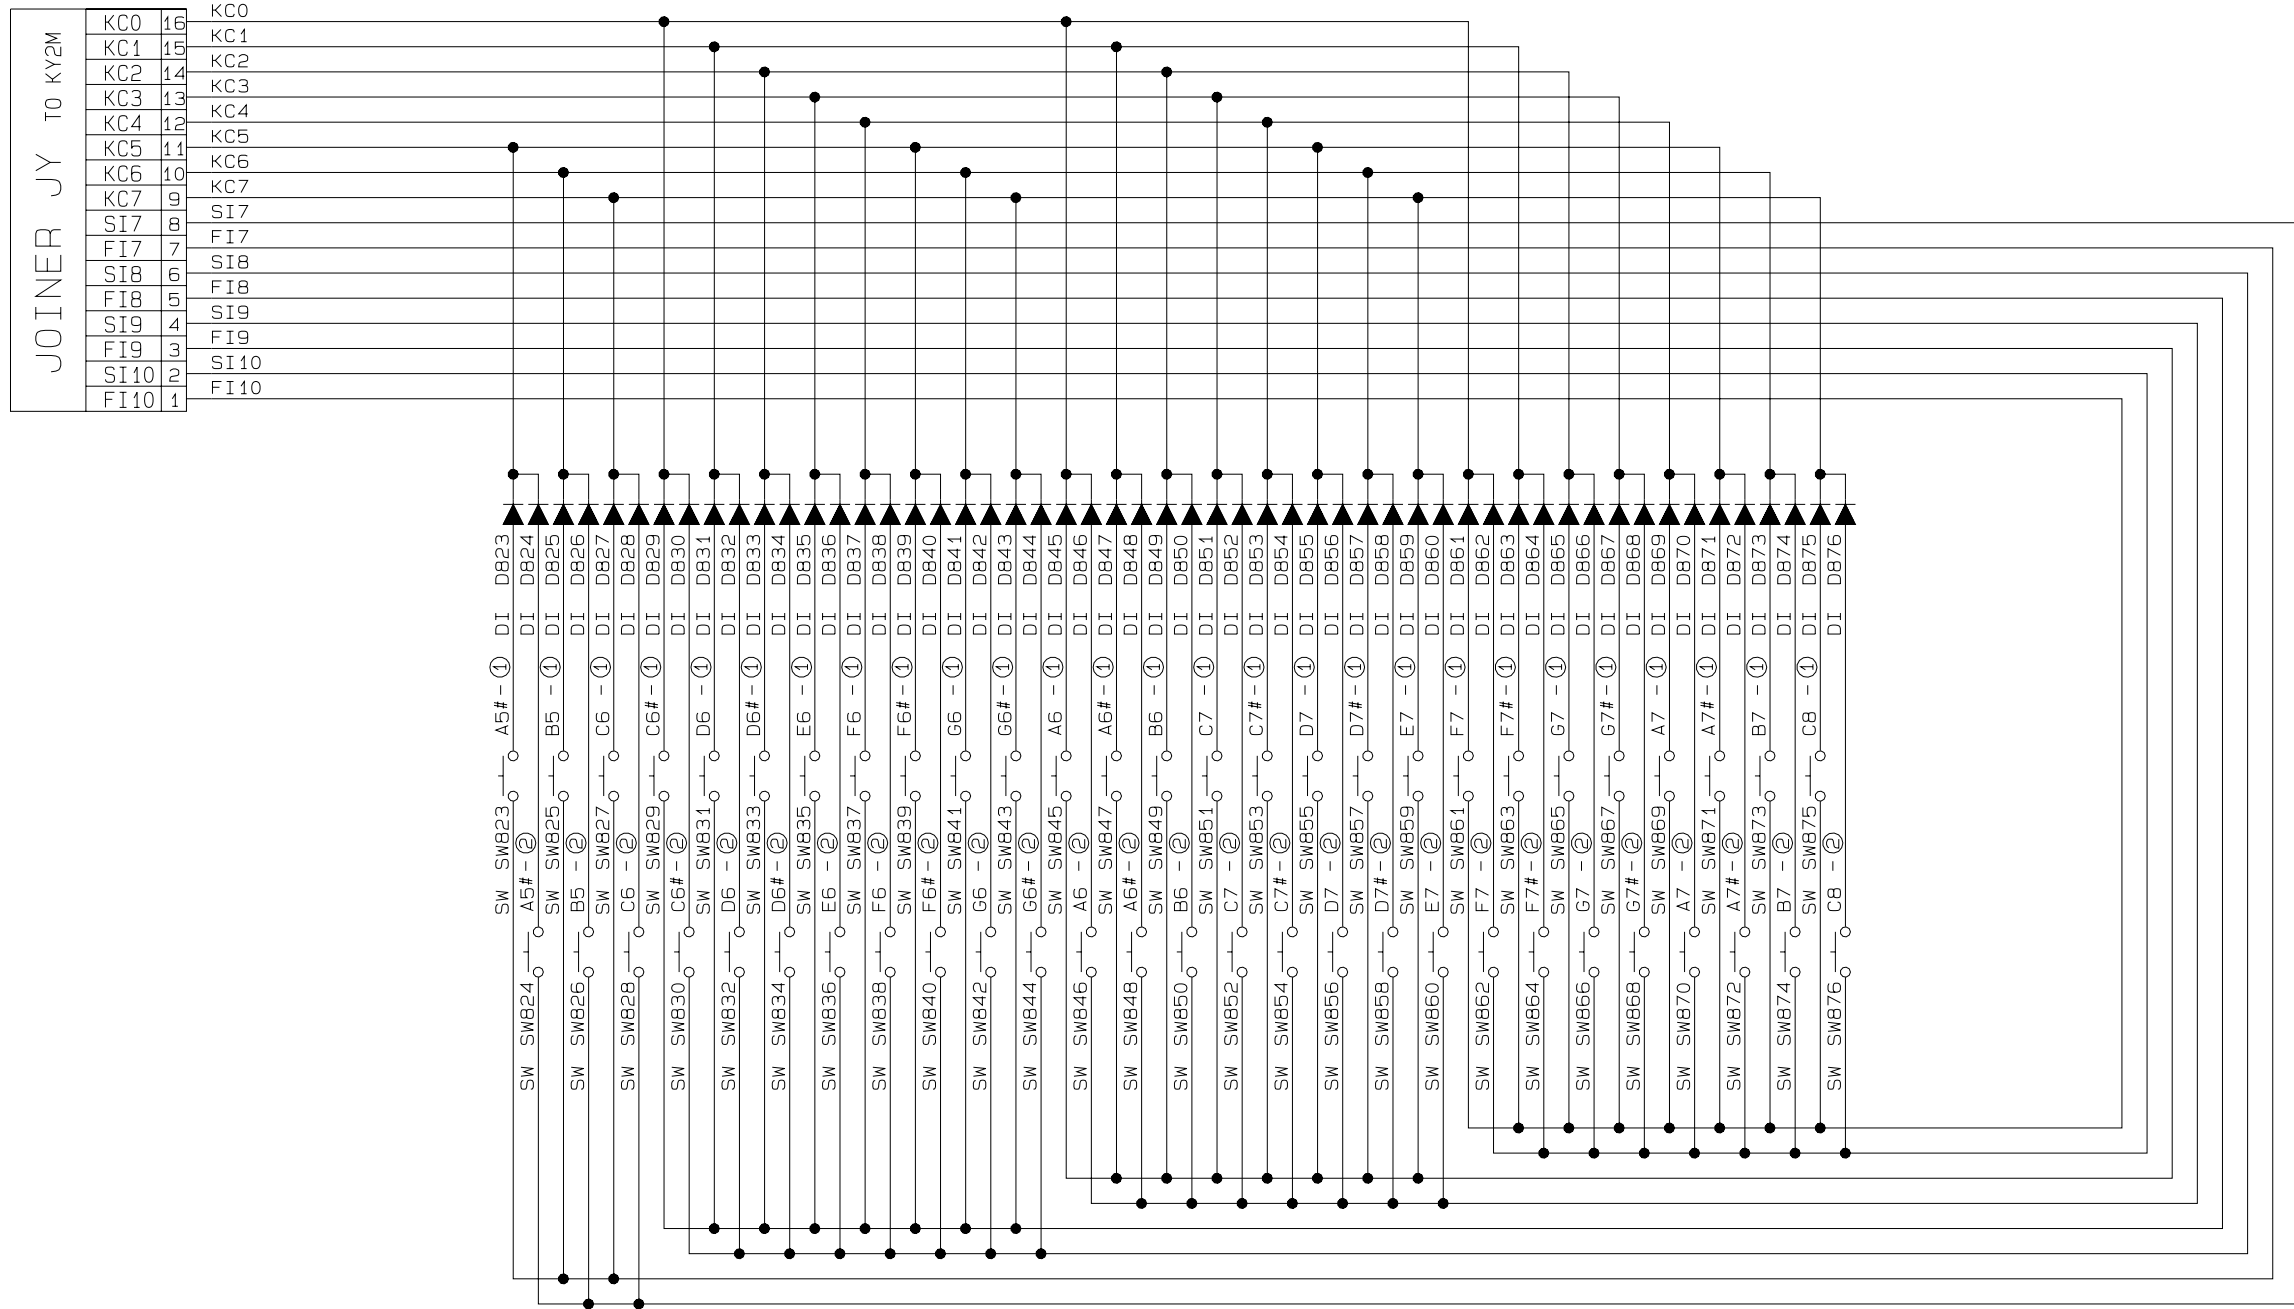 JOINER JY TO KY2M
KC0 16 KC0
KC1 15 KC1
KC2 14 KC2
KC3 13 KC3
KC4 12 KC4
KC5 11 KC5
KC6 10 KC6
KC7 9 KC7
SI7 8 SI7
FI7 7 FI7
SI8 6 SI8
FI8 5 FI8
SI9 4 SI9
FI9 3 FI9
SI10 2 SI10
FI10 1 FI10
SW SW823 A5#-① DI D823
SW SW824 A5#-② DI D824
SW SW825 B5 -① DI D825
SW SW826 B5 -② DI D826
SW SW827 C6 -① DI D827
SW SW828 C6 -② DI D828
SW SW829 C6#-① DI D829
SW SW830 C6#-② DI D830
SW SW831 D6 -① DI D831
SW SW832 D6 -② DI D832
SW SW833 D6#-① DI D833
SW SW834 D6#-② DI D834
SW SW835 E6 -① DI D835
SW SW836 E6 -② DI D836
SW SW837 F6 -① DI D837
SW SW838 F6 -② DI D838
SW SW839 F6#-① DI D839
SW SW840 F6#-② DI D840
SW SW841 G6 -① DI D841
SW SW842 G6 -② DI D842
SW SW843 G6#-① DI D843
SW SW844 G6#-② DI D844
SW SW845 A6 -① DI D845
SW SW846 A6 -② DI D846
SW SW847 A6#-① DI D847
SW SW848 A6#-② DI D848
SW SW849 B6 -① DI D849
SW SW850 B6 -② DI D850
SW SW851 C7 -① DI D851
SW SW852 C7 -② DI D852
SW SW853 C7#-① DI D853
SW SW854 C7#-② DI D854
SW SW855 D7 -① DI D855
SW SW856 D7 -② DI D856
SW SW857 D7#-① DI D857
SW SW858 D7#-② DI D858
SW SW859 E7 -① DI D859
SW SW860 E7 -② DI D860
SW SW861 F7 -① DI D861
SW SW862 F7 -② DI D862
SW SW863 F7#-① DI D863
SW SW864 F7#-② DI D864
SW SW865 G7 -① DI D865
SW SW866 G7 -② DI D866
SW SW867 G7#-① DI D867
SW SW868 G7#-② DI D868
SW SW869 A7 -① DI D869
SW SW870 A7 -② DI D870
SW SW871 A7#-① DI D871
SW SW872 A7#-② DI D872
SW SW873 B7 -① DI D873
SW SW874 B7 -② DI D874
SW SW875 C8 -① DI D875
SW SW876 C8 -② DI D876